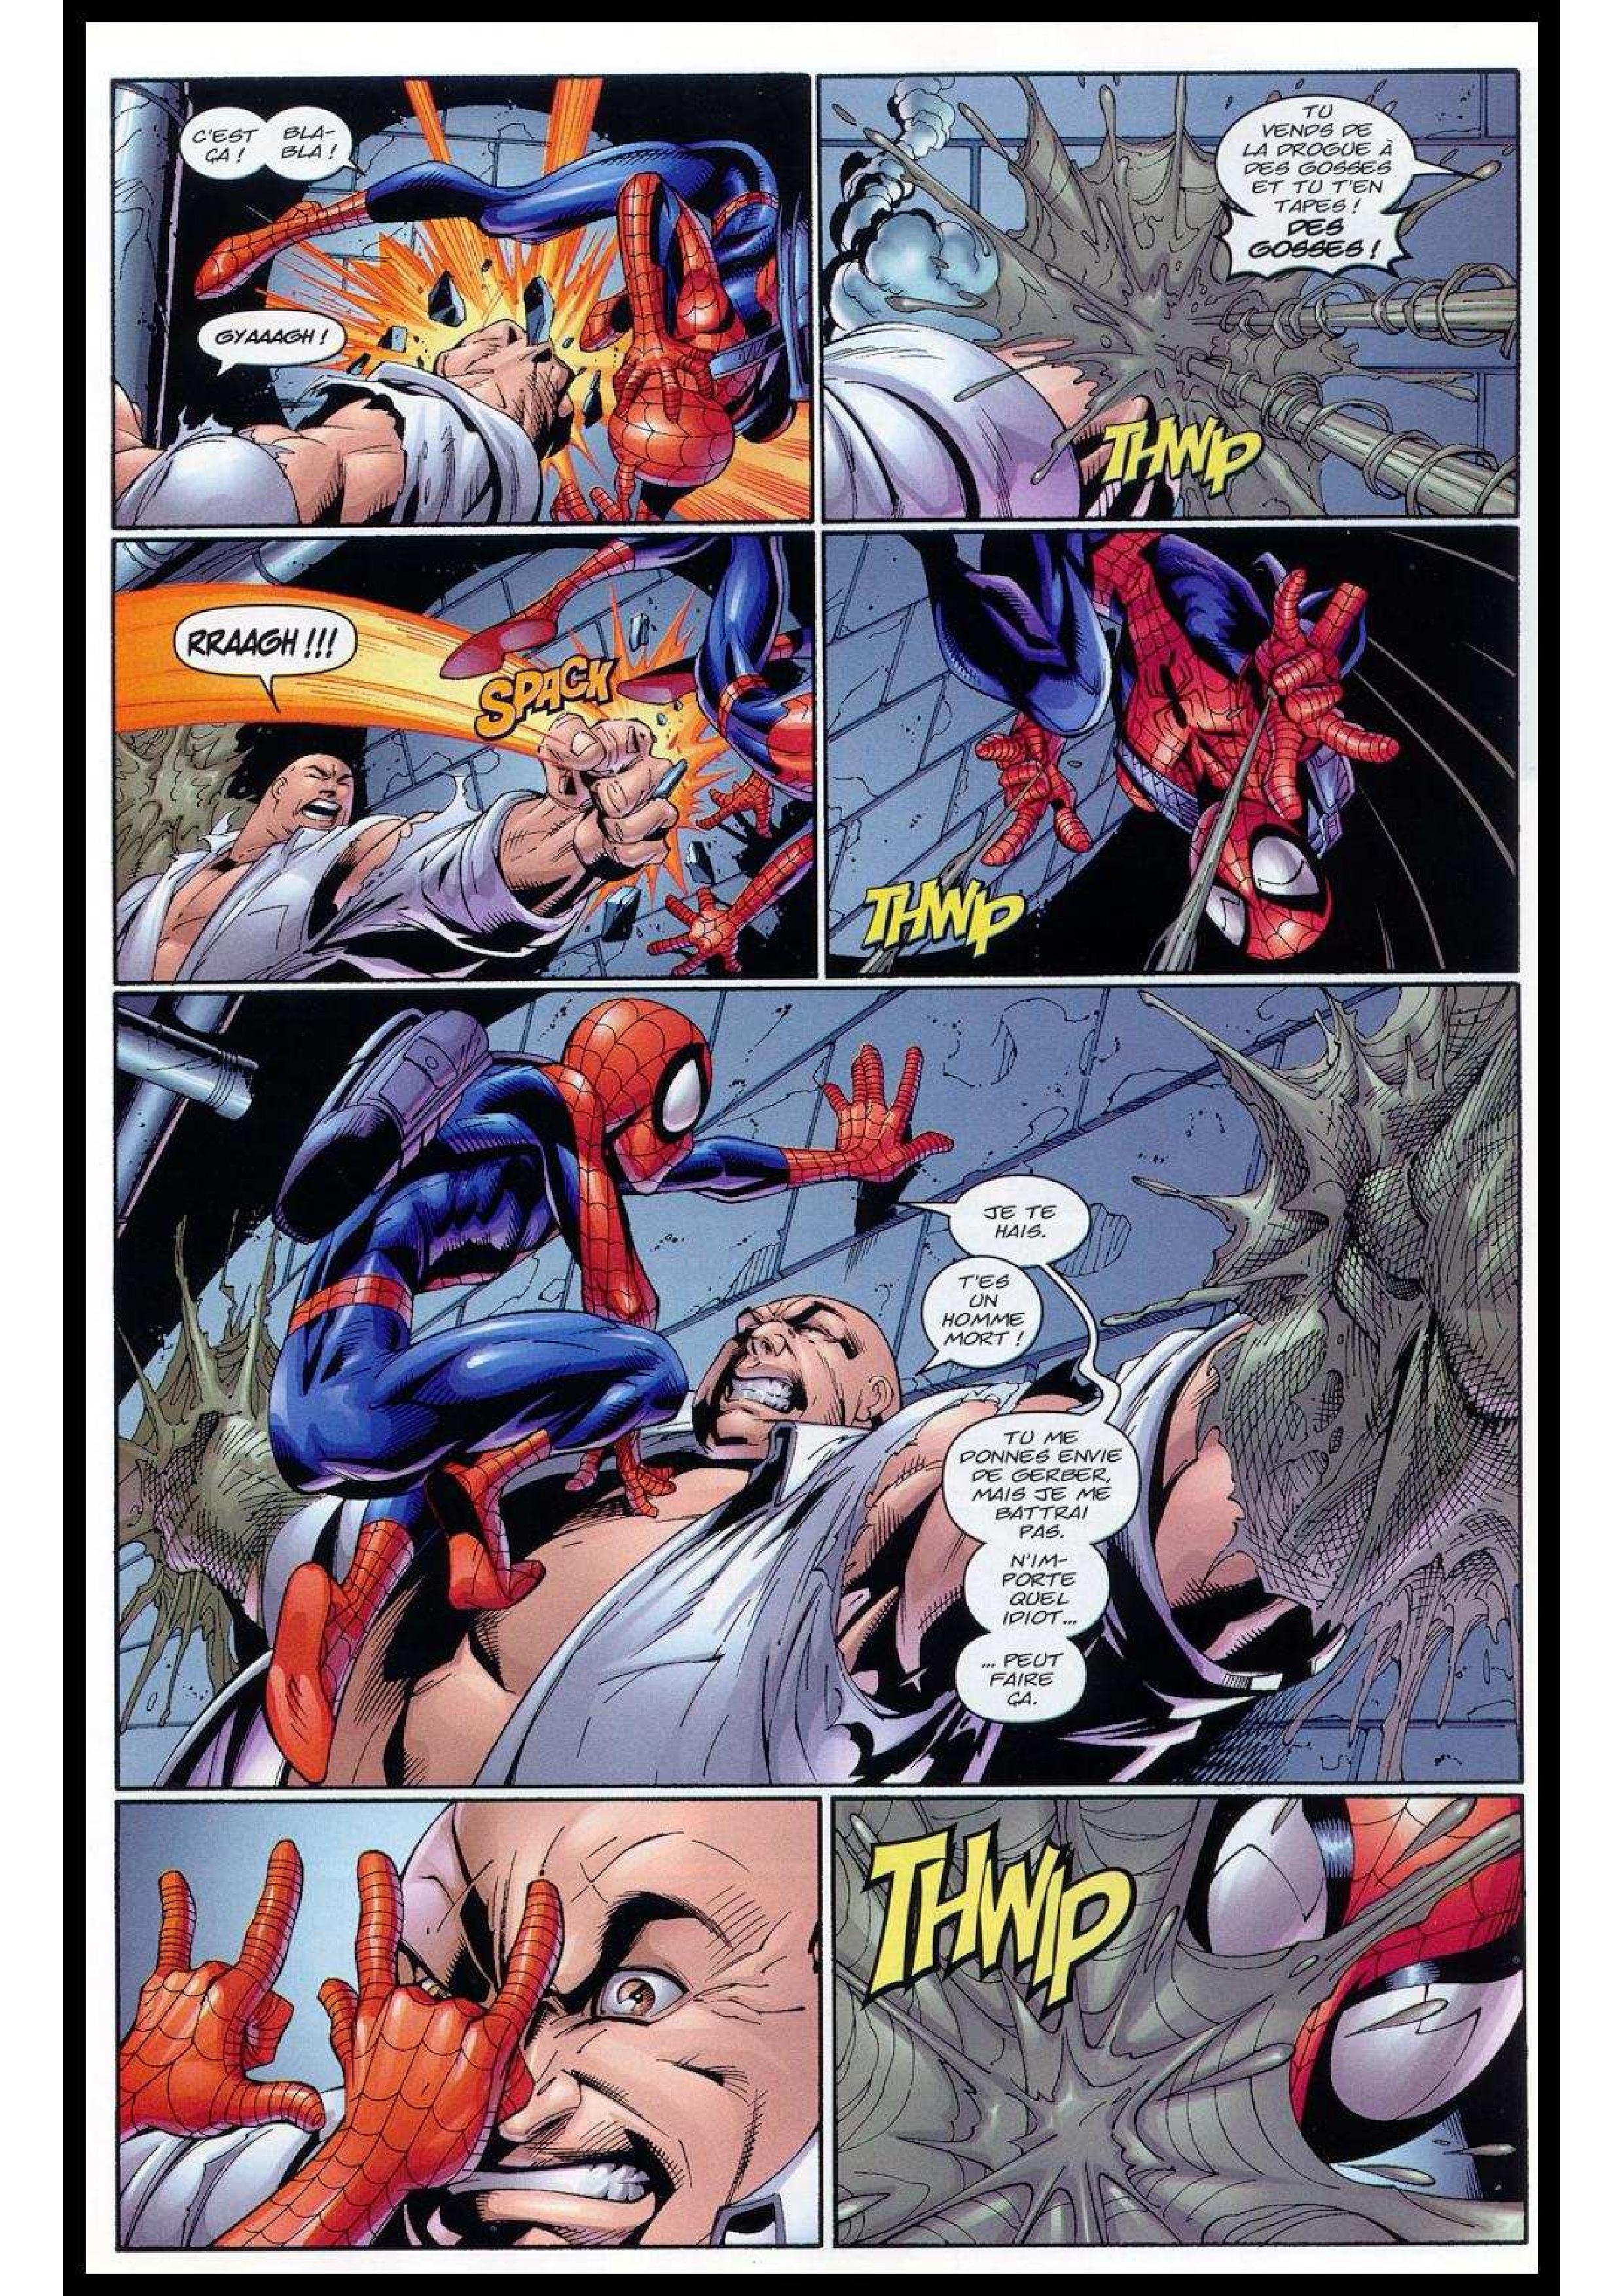 C'EST
ÇA !
BLA-
BLA !
GYAAAGH !
TU
VENDS DE
LA DROGUE À
DES GOSSES
ET TU T'EN
TAPES !
DES
GOSSES !
THWIP
RRAAGH !!!
SPACK
THWIP
JE TE
HAIS.
T'ES
UN
HOMME
MORT !
TU ME
DONNES ENVIE
DE GERBER,
MAIS JE ME
BATTRAI
PAS.
N'IM-
PORTE
QUEL
IDIOT...
... PEUT
FAIRE
ÇA.
THWIP